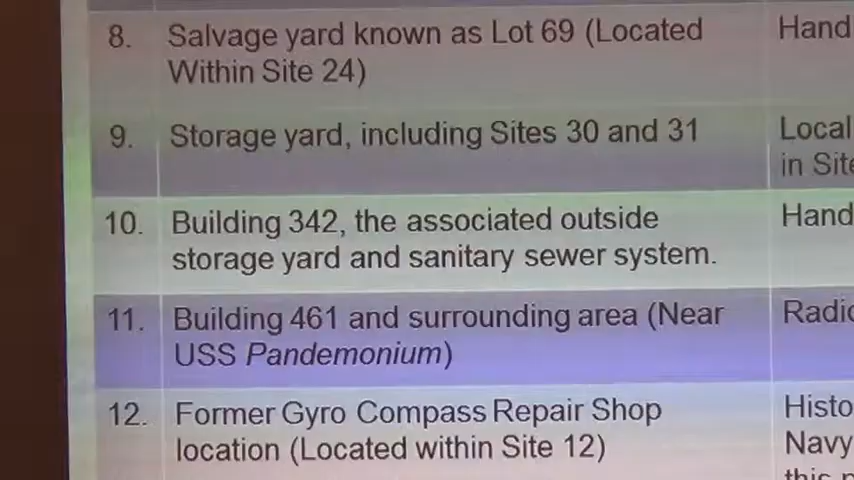 8. Salvage yard known as Lot 69 (Located Hand
Within Site 24)
9. Storage yard, including Sites 30 and 31 Local
in Site
10. Building 342, the associated outside Hand
storage yard and sanitary sewer system.
11. Building 461 and surrounding area (Near Radio
USS Pandemonium)
12. Former Gyro Compass Repair Shop Histo
location (Located within Site 12) Navy
this